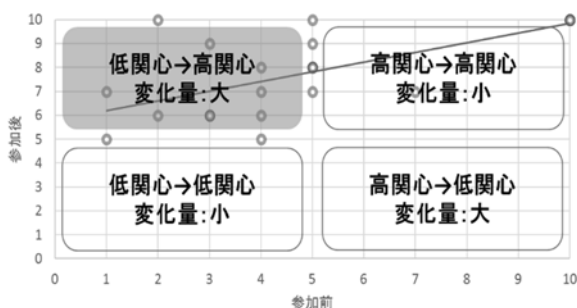 10
9
8
7
6
5
4
3
2
1
0
参加後
低関心→高関心
変化量:大
高関心→高関心
変化量:小
低関心→低関心
変化量:小
高関心→低関心
変化量:大
0 1 2 3 4 5 6 7 8 9 10
参加前